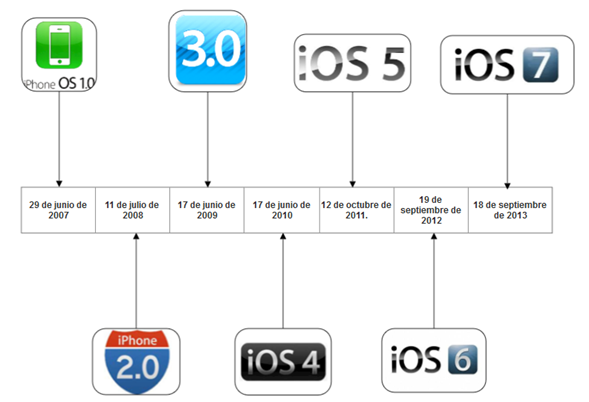 iPhone OS 1.0
3.0
iOS 5
iOS 7
29 de junio de
2007
11 de julio de
2008
17 de junio de
2009
17 de junio de
2010
12 de octubre de
2011.
19 de
septiembre de
2012
18 de septiembre
de 2013
iPhone
2.0
iOS 4
iOS 6